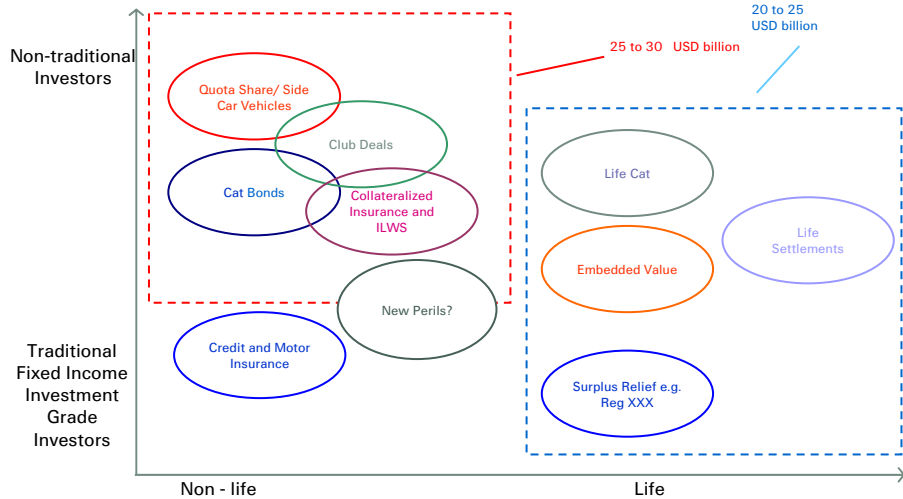 20 to 25
USD billion
25 to 30 USD billion
Non-traditional
Investors
Quota Share/ Side
Car Vehicles
Club Deals
Cat Bonds
Collateralized
Insurance and
ILWS
Life Cat
Life
Settlements
Embedded Value
New Perils?
Credit and Motor
Insurance
Surplus Relief e.g.
Reg XXX
Traditional
Fixed Income
Investment
Grade
Investors
Non - life
Life